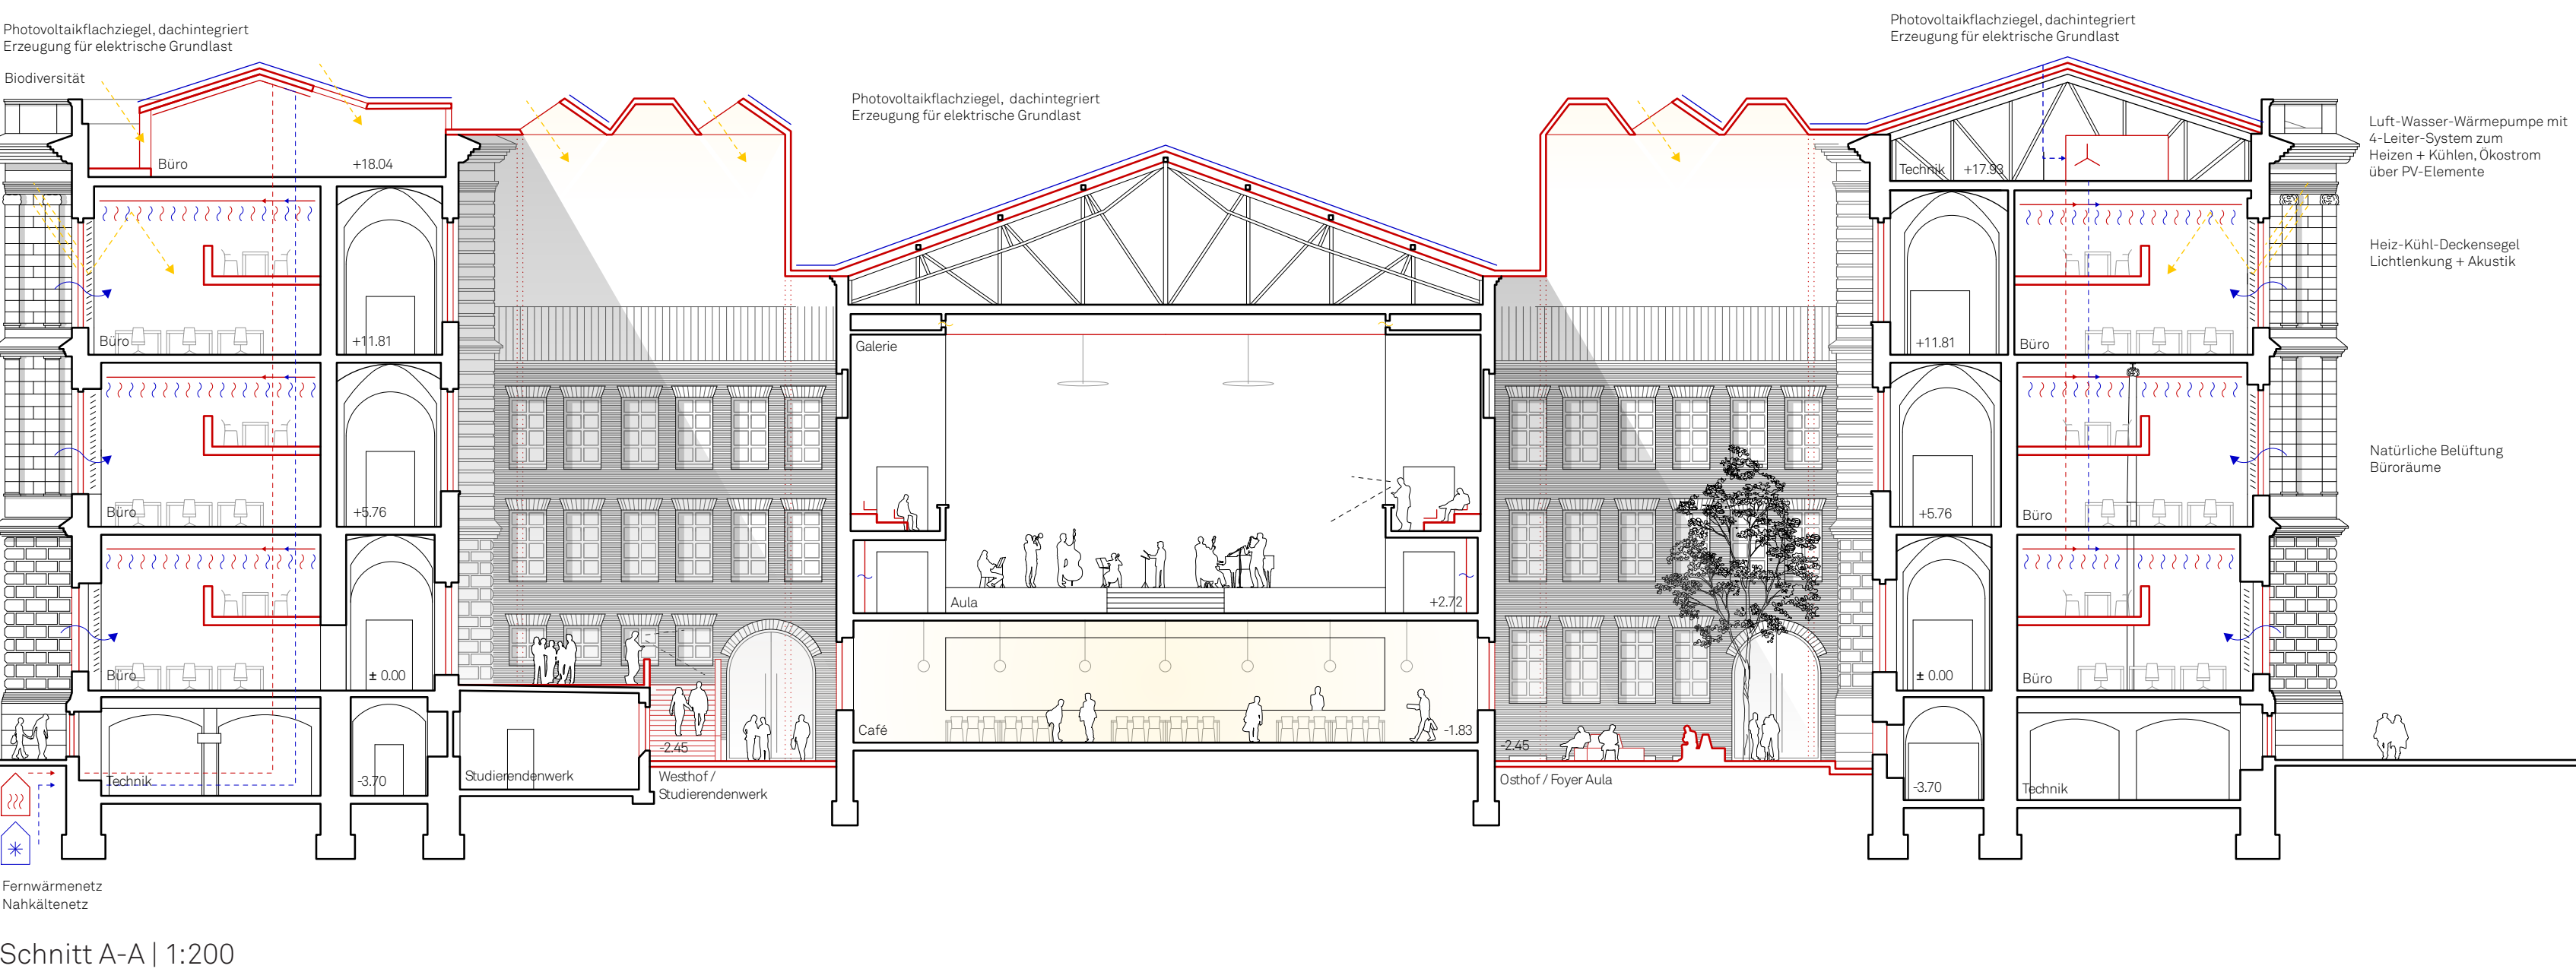 Photovoltaikflachziegel, dachintegriert
Erzeugung für elektrische Grundlast
Biodiversität
Photovoltaikflachziegel, dachintegriert
Erzeugung für elektrische Grundlast
Photovoltaikflachziegel, dachintegriert
Erzeugung für elektrische Grundlast
Luft-Wasser-Wärmepumpe mit
4-Leiter-System zum
Heizen + Kühlen, Ökostrom
über PV-Elemente
Heiz-Kühl-Deckensegel
Lichtlenkung + Akustik
Natürliche Belüftung
Büroräume
Büro +18.04
Technik +17.93
Büro +11.81
Galerie
+11.81 Büro
Büro +5.76
+5.76 Büro
Aula +2.72
Büro ± 0.00
± 0.00 Büro
Café -1.83
-2.45
-2.45
Technik -3.70
Studierendenwerk
Westhof /
Studierendenwerk
Osthof / Foyer Aula
-3.70 Technik
Fernwärmenetz
Nahkältenetz
Schnitt A-A | 1:200